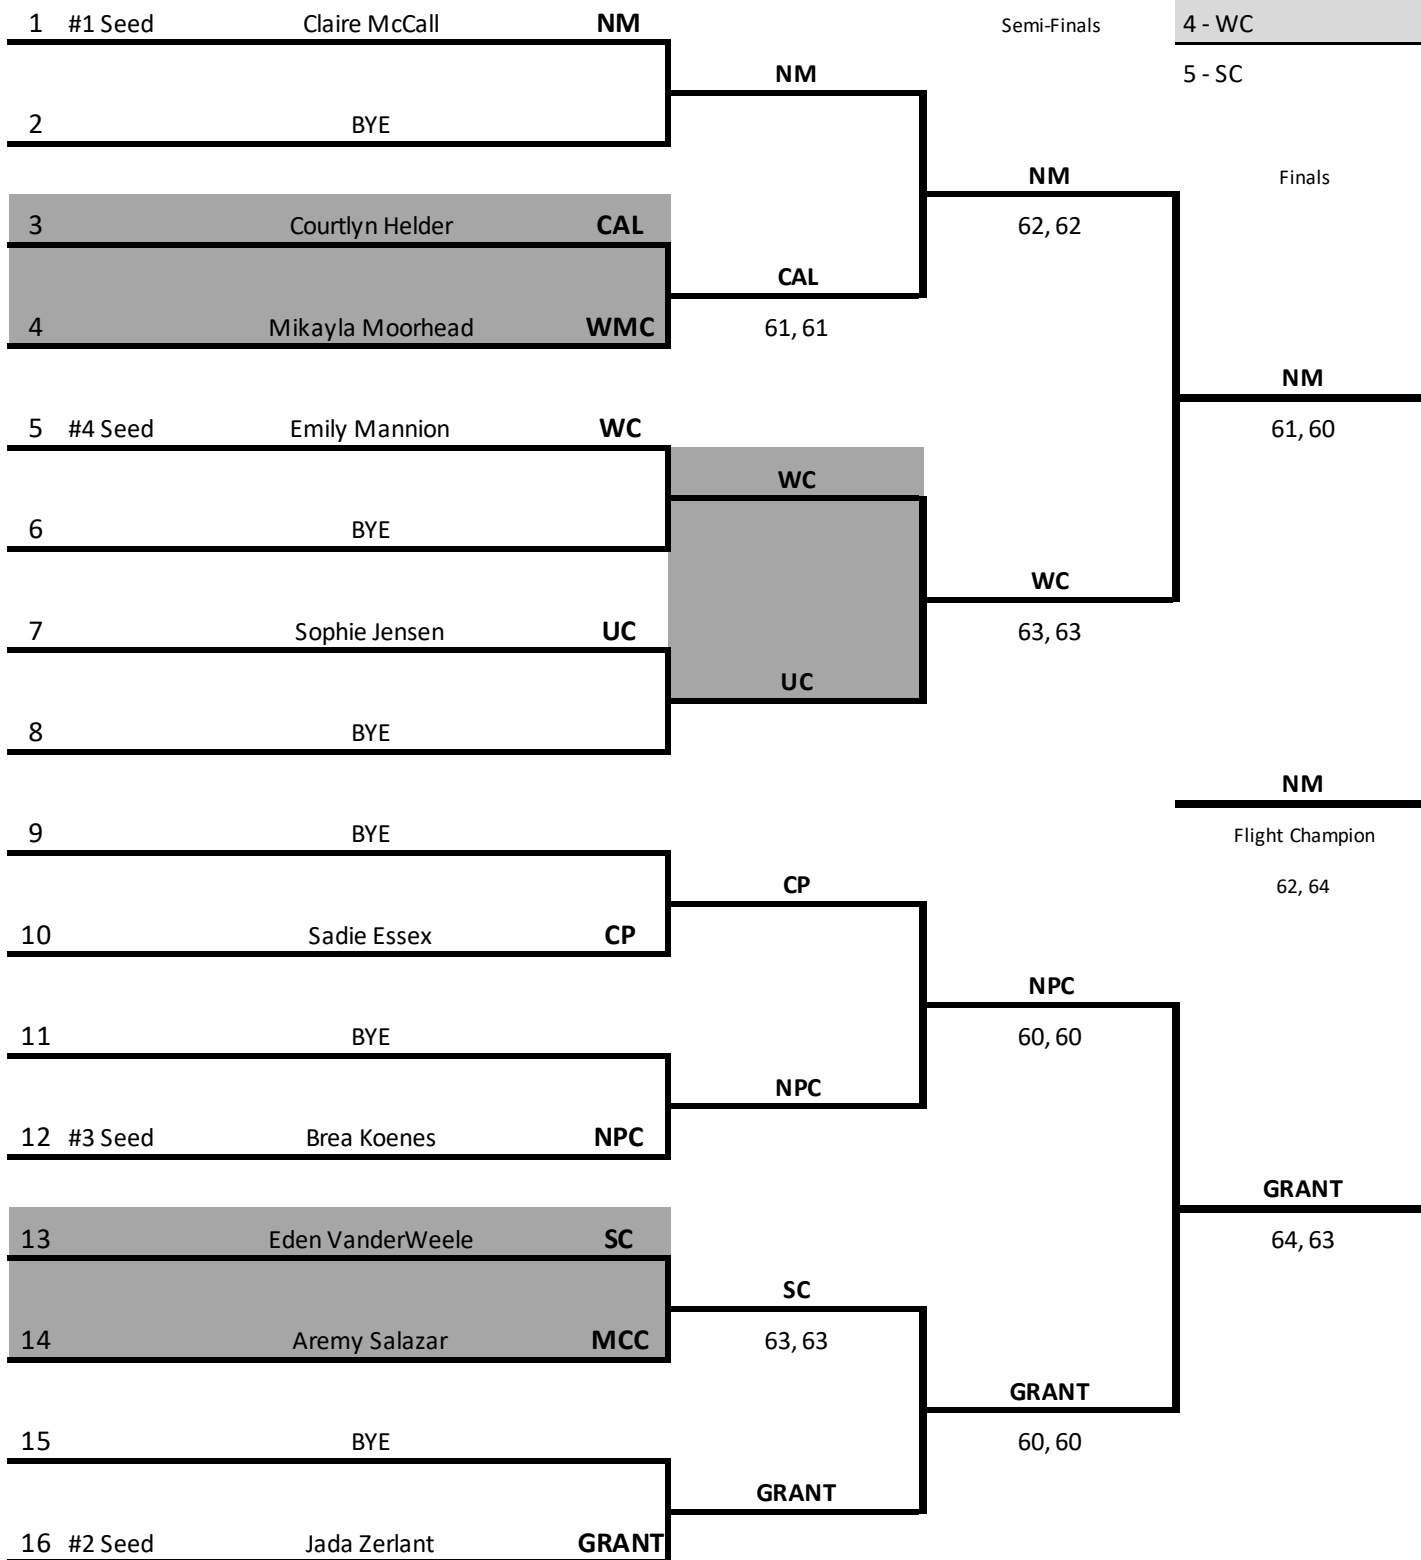 1 #1 Seed Claire McCall NM Semi-Finals 4 - WC
NM 5 - SC
2 BYE
NM Finals
3 Courtlyn Helder CAL 62, 62
CAL
4 Mikayla Moorhead WMC 61, 61
NM
5 #4 Seed Emily Mannion WC 61, 60
WC
6 BYE
WC
7 Sophie Jensen UC 63, 63
UC
8 BYE
NM
9 BYE Flight Champion
CP 62, 64
10 Sadie Essex CP
NPC
11 BYE 60, 60
NPC
12 #3 Seed Brea Koenes NPC
GRANT
13 Eden VanderWeele SC 64, 63
SC
14 Aremy Salazar MCC 63, 63
GRANT
15 BYE 60, 60
GRANT
16 #2 Seed Jada Zerlant GRANT